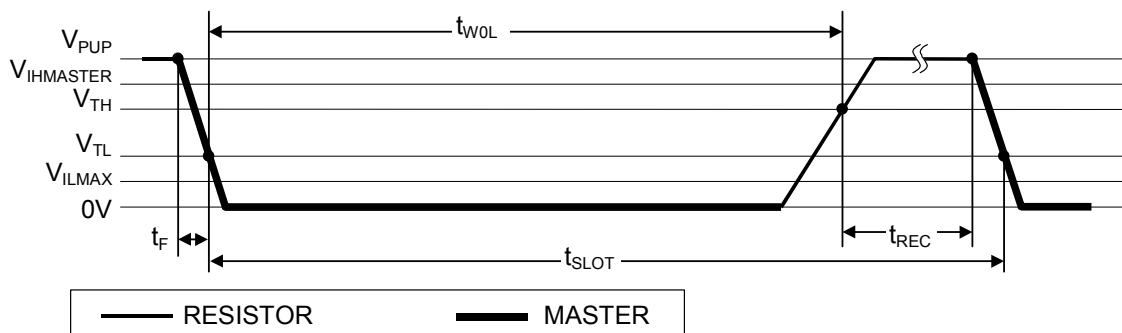 tW0L
VPUP
VIHMASTER
VTH
VTL
VILMAX
0V
tF
tREC
tSLOT
RESISTOR
MASTER